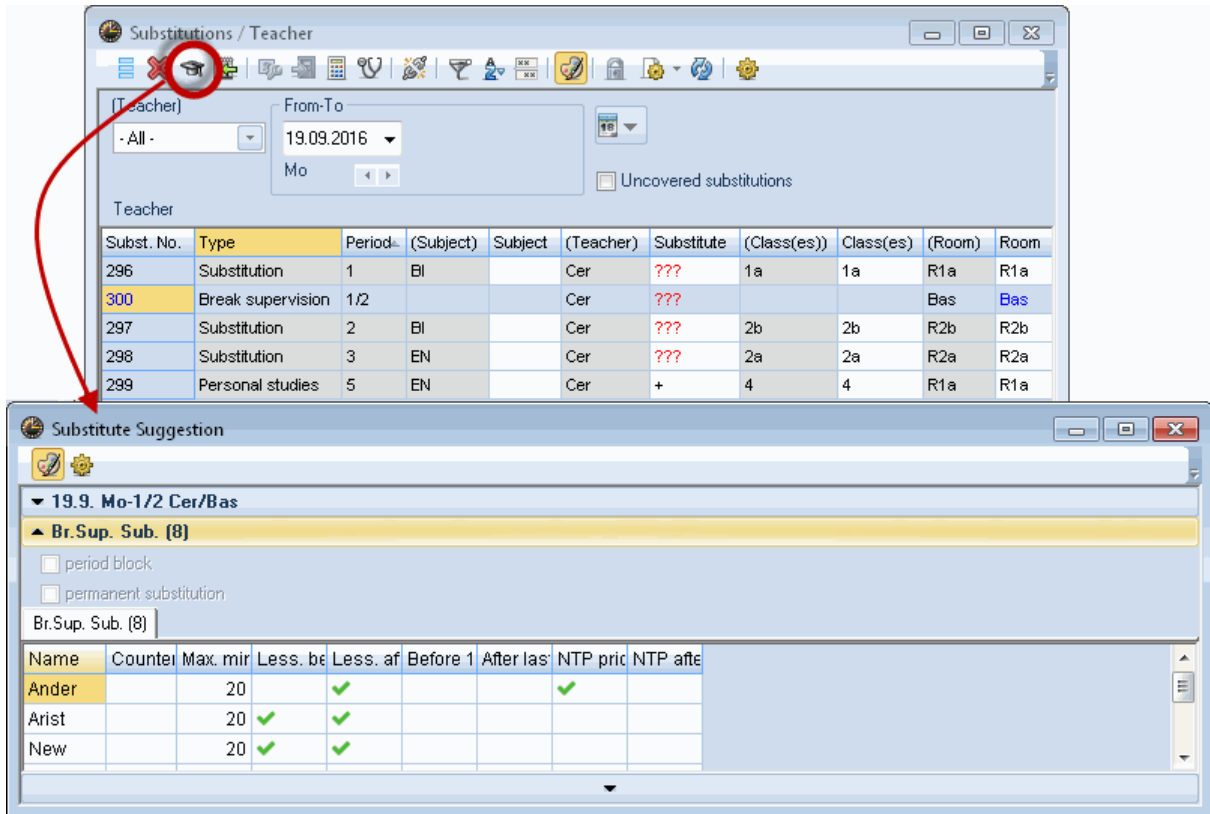 Substitutions / Teacher
(Teacher) From-To
- All - 19.09.2016 18
Mo
Uncovered substitutions
Teacher
Subst. No. Type Period (Subject) Subject (Teacher) Substitute (Class(es)) Class(es) (Room) Room
296 Substitution 1 BI Cer ??? 1a 1a R1a R1a
300 Break supervision 1/2 Cer ??? Bas Bas
297 Substitution 2 BI Cer ??? 2b 2b R2b R2b
298 Substitution 3 EN Cer ??? 2a 2a R2a R2a
299 Personal studies 5 EN Cer + 4 4 R1a R1a
Substitute Suggestion
19.9. Mo-1/2 Cer/Bas
Br.Sup. Sub. (8)
period block
permanent substitution
Br.Sup. Sub. (8)
Name Counter Max. mir Less. be Less. af Before 1 After las NTP pric NTP afte
Ander 20 ✔ ✔
Arist 20 ✔ ✔
New 20 ✔ ✔